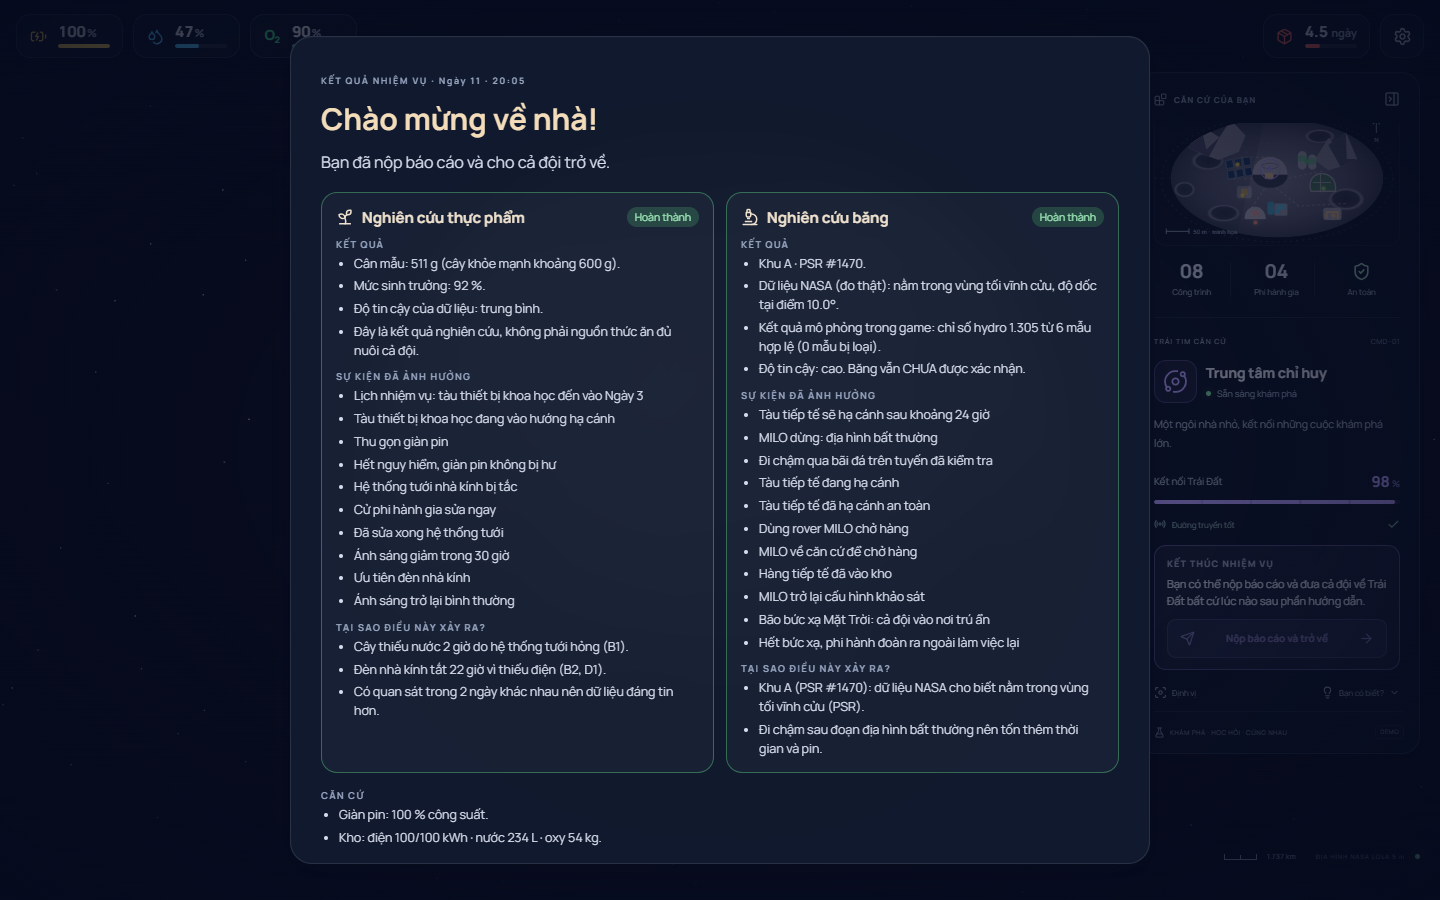 100%
47%
90%
O₂
4.5 ngày
KẾT QUẢ NHIỆM VỤ · Ngày 11 · 20:05
Chào mừng về nhà!
Bạn đã nộp báo cáo và cho cả đội trở về.
Nghiên cứu thực phẩm
Hoàn thành
KẾT QUẢ
• Cân mẫu: 511 g (cây khỏe mạnh khoảng 600 g).
• Mức sinh trưởng: 92 %.
• Độ tin cậy của dữ liệu: trung bình.
• Đây là kết quả nghiên cứu, không phải nguồn thức ăn đủ
nuôi cả đội.
SỰ KIỆN ĐÃ ẢNH HƯỞNG
• Lịch nhiệm vụ: tàu thiết bị khoa học đến vào Ngày 3
• Tàu thiết bị khoa học đang vào hướng hạ cánh
• Thu gọn giàn pin
• Hết nguy hiểm, giàn pin không bị hư
• Hệ thống tưới nhà kính bị tắc
• Cử phi hành gia sửa ngay
• Đã sửa xong hệ thống tưới
• Ánh sáng giảm trong 30 giờ
• Ưu tiên đèn nhà kính
• Ánh sáng trở lại bình thường
TẠI SAO ĐIỀU NÀY XẢY RA?
• Cây thiếu nước 2 giờ do hệ thống tưới hỏng (B1).
• Đèn nhà kính tắt 22 giờ vì thiếu điện (B2, D1).
• Có quan sát trong 2 ngày khác nhau nên dữ liệu đáng tin
hơn.
Nghiên cứu băng
Hoàn thành
KẾT QUẢ
• Khu A · PSR #1470.
• Dữ liệu NASA (đo thật): nằm trong vùng tối vĩnh cửu, độ dốc
tại điểm 10.0°.
• Kết quả mô phỏng trong game: chỉ số hydro 1.305 từ 6 mẫu
hợp lệ (0 mẫu bị loại).
• Độ tin cậy: cao. Băng vẫn CHƯA được xác nhận.
SỰ KIỆN ĐÃ ẢNH HƯỞNG
• Tàu tiếp tế sẽ hạ cánh sau khoảng 24 giờ
• MILO dừng: địa hình bất thường
• Đi chậm qua bãi đá trên tuyến đã kiểm tra
• Tàu tiếp tế đang hạ cánh
• Tàu tiếp tế đã hạ cánh an toàn
• Dùng rover MILO chở hàng
• MILO về căn cứ để chở hàng
• Hàng tiếp tế đã vào kho
• MILO trở lại cấu hình khảo sát
• Bão bức xạ Mặt Trời: cả đội vào nơi trú ẩn
• Hết bức xạ, phi hành đoàn ra ngoài làm việc lại
TẠI SAO ĐIỀU NÀY XẢY RA?
• Khu A (PSR #1470): dữ liệu NASA cho biết nằm trong vùng
tối vĩnh cửu (PSR).
• Đi chậm sau đoạn địa hình bất thường nên tốn thêm thời
gian và pin.
CĂN CỨ
• Giàn pin: 100 % công suất.
• Kho: điện 100/100 kWh · nước 234 L · oxy 54 kg.
CĂN CỨ CỦA BẠN
50 m · minh họa
08
Công trình
04
Phi hành gia
An toàn
TRÁI TIM CĂN CỨ
CMD-01
Trung tâm chỉ huy
Sẵn sàng khám phá
Một ngôi nhà nhỏ, kết nối những cuộc khám phá
lớn.
Kết nối Trái Đất
98 %
Đường truyền tốt
KẾT THÚC NHIỆM VỤ
Bạn có thể nộp báo cáo và đưa cả đội về Trái
Đất bất cứ lúc nào sau phần hướng dẫn.
Nộp báo cáo và trở về
Định vị
Bạn có biết?
KHÁM PHÁ · HỌC HỎI · CÙNG NHAU
DEMO
1.737 km